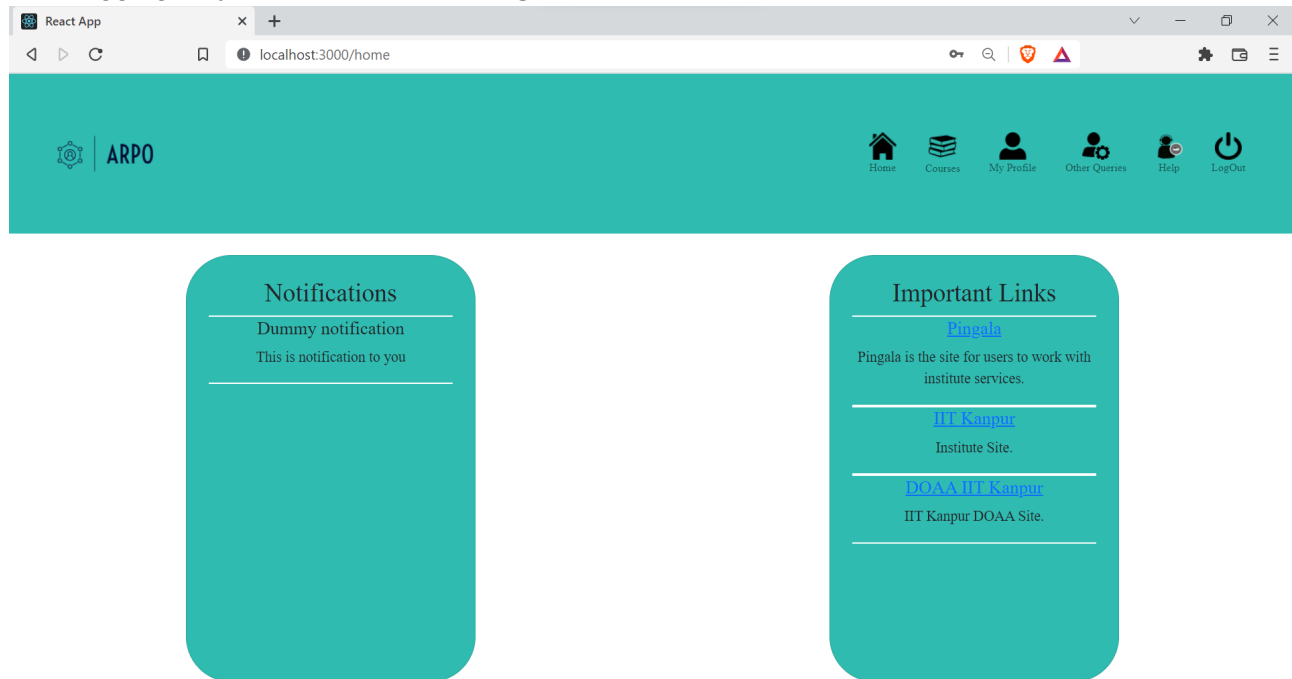 React App
localhost:3000/home
ARPO
Home
Courses
My Profile
Other Queries
Help
LogOut
Notifications
Dummy notification
This is notification to you
Important Links
Pingala
Pingala is the site for users to work with
institute services.
IIT Kanpur
Institute Site.
DOAA IIT Kanpur
IIT Kanpur DOAA Site.